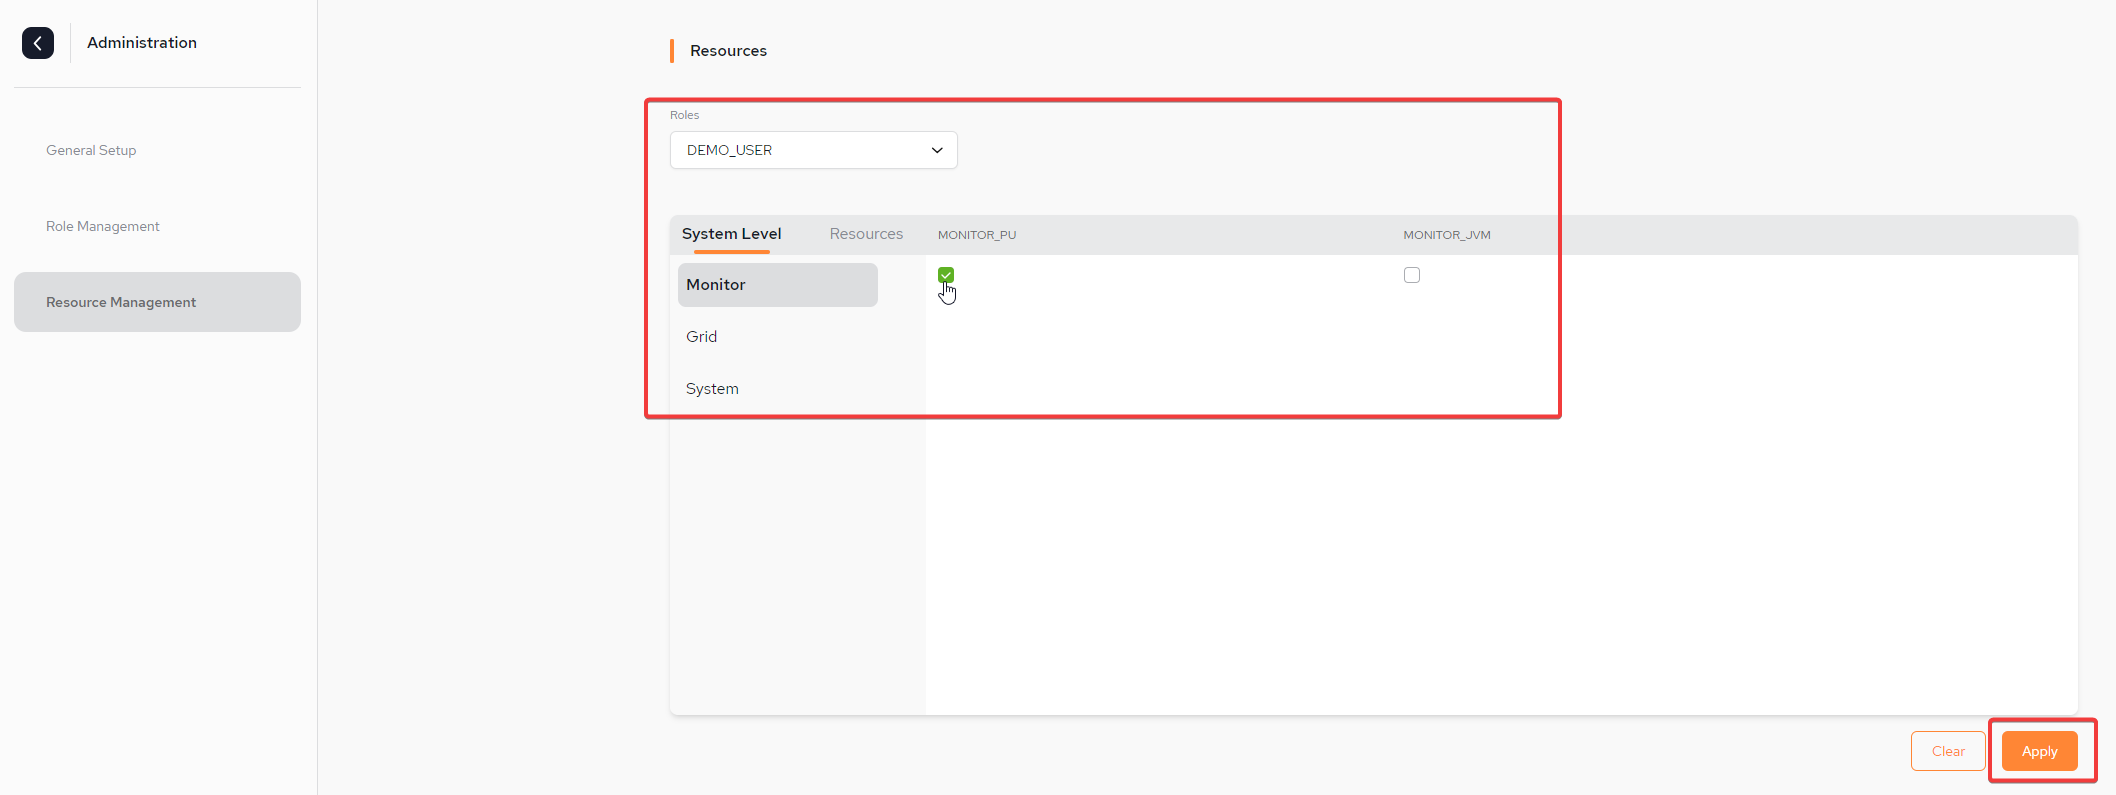 Administration
General Setup
Role Management
Resource Management
Resources
Roles
DEMO_USER
System Level Resources MONITOR_PU MONITOR_JVM
Monitor
Grid
System
Clear Apply